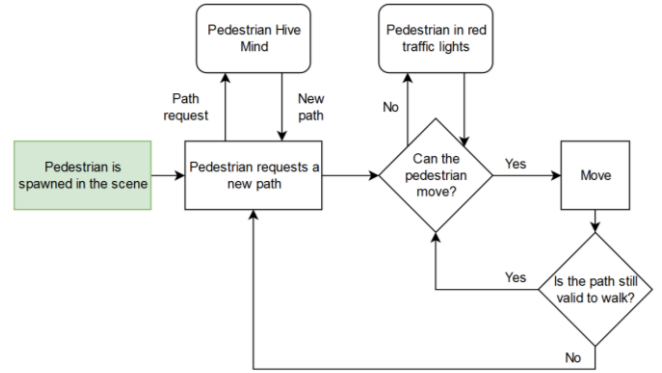 Pedestrian Hive
Mind
Pedestrian in red
traffic lights
Path
request
New
path
No
Pedestrian is
spawned in the scene
Pedestrian requests a
new path
Can the
pedestrian
move?
Yes
Move
Yes
Is the path still
valid to walk?
No